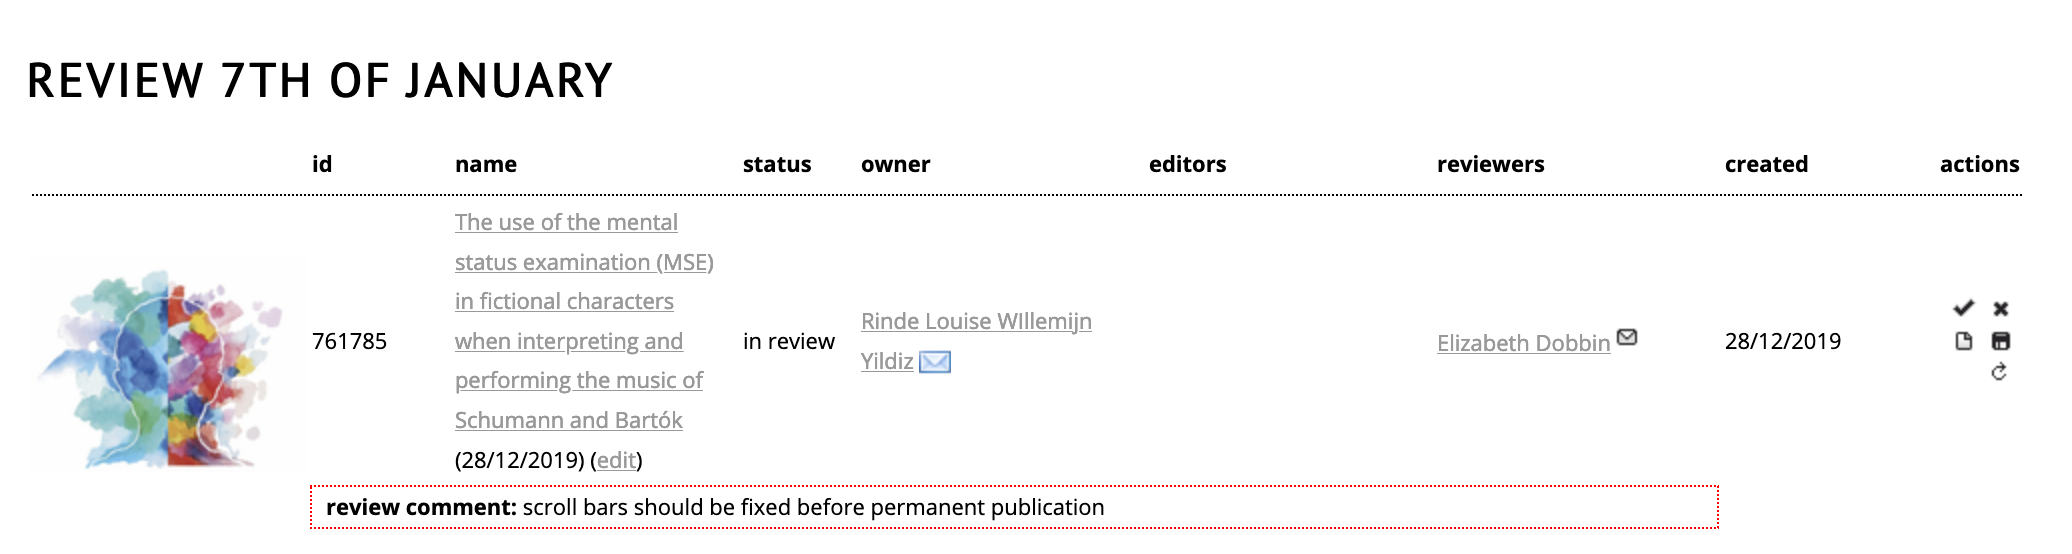 REVIEW 7TH OF JANUARY
id name status owner editors reviewers created actions
The use of the mental
status examination (MSE)
in fictional characters
when interpreting and
performing the music of
Schumann and Bartók
(28/12/2019) (edit)
761785
in review
Rinde Louise WIllemijn
Yildiz
Elizabeth Dobbin
28/12/2019
review comment: scroll bars should be fixed before permanent publication